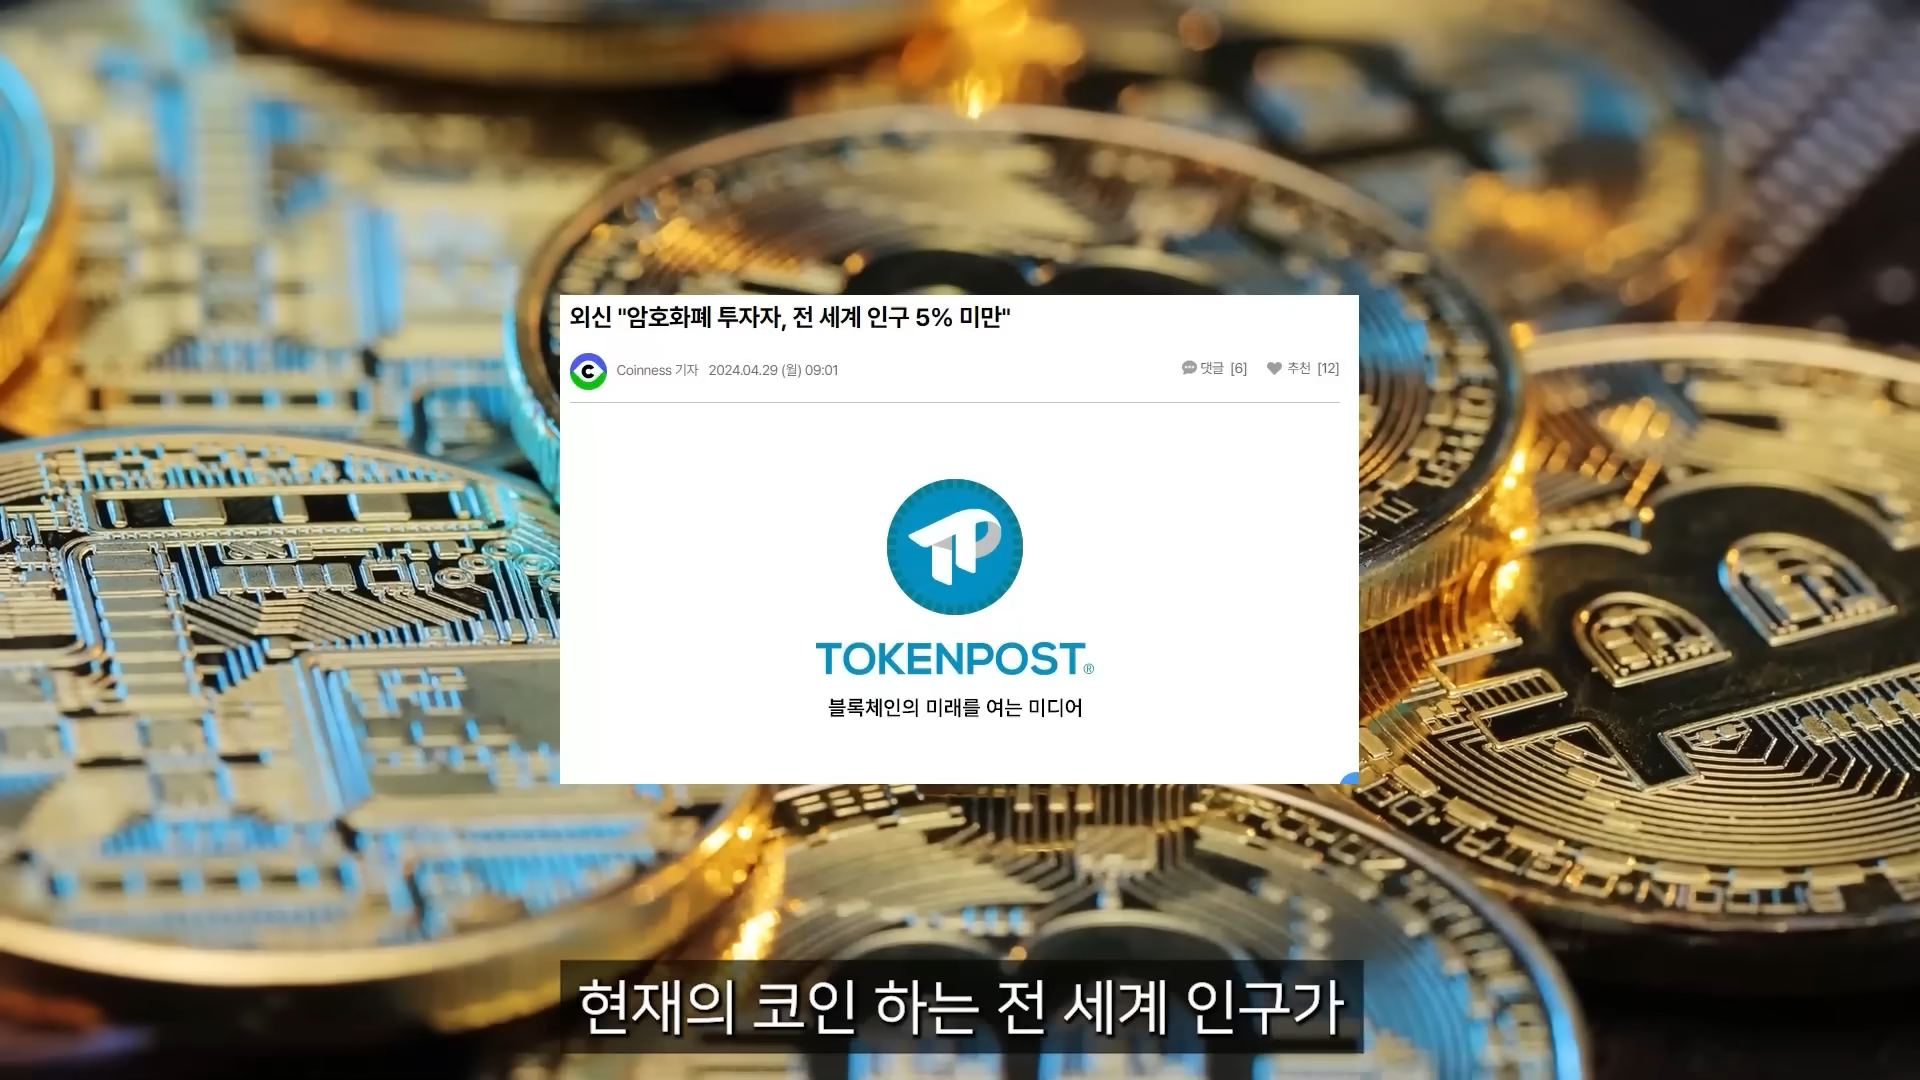 외신 "암호화폐 투자자, 전 세계 인구 5% 미만"
Coinness 기자 2024.04.29 (월) 09:01
댓글 [6] 추천 [12]
TOKENPOST®
블록체인의 미래를 여는 미디어
현재의 코인 하는 전 세계 인구가